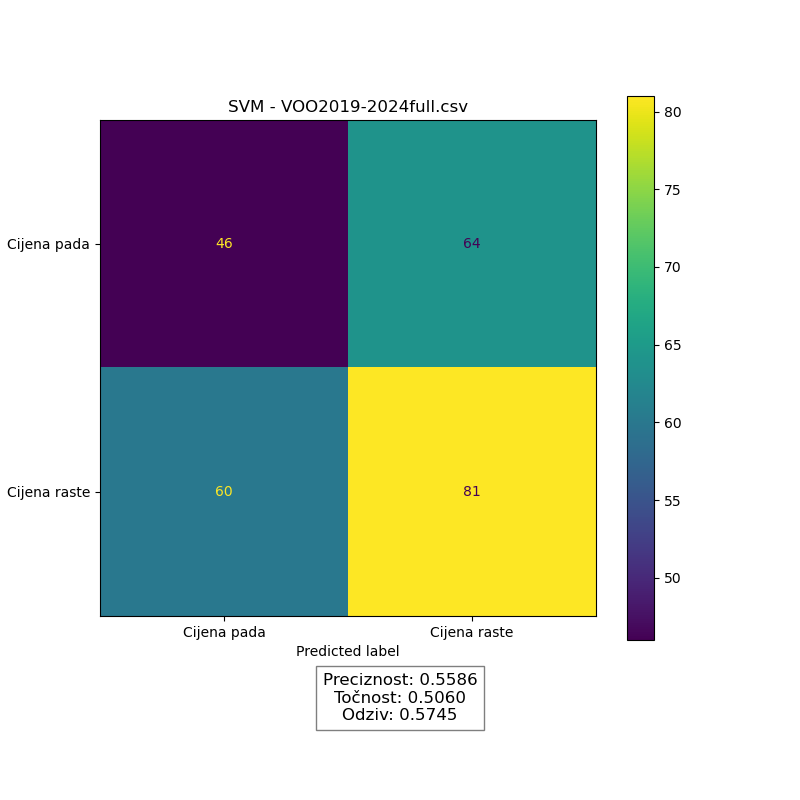 SVM - VOO2019-2024full.csv
Cijena pada
46
64
Cijena raste
60
81
Cijena pada
Cijena raste
Predicted label
80
75
70
65
60
55
50
Preciznost: 0.5586
Točnost: 0.5060
Odziv: 0.5745